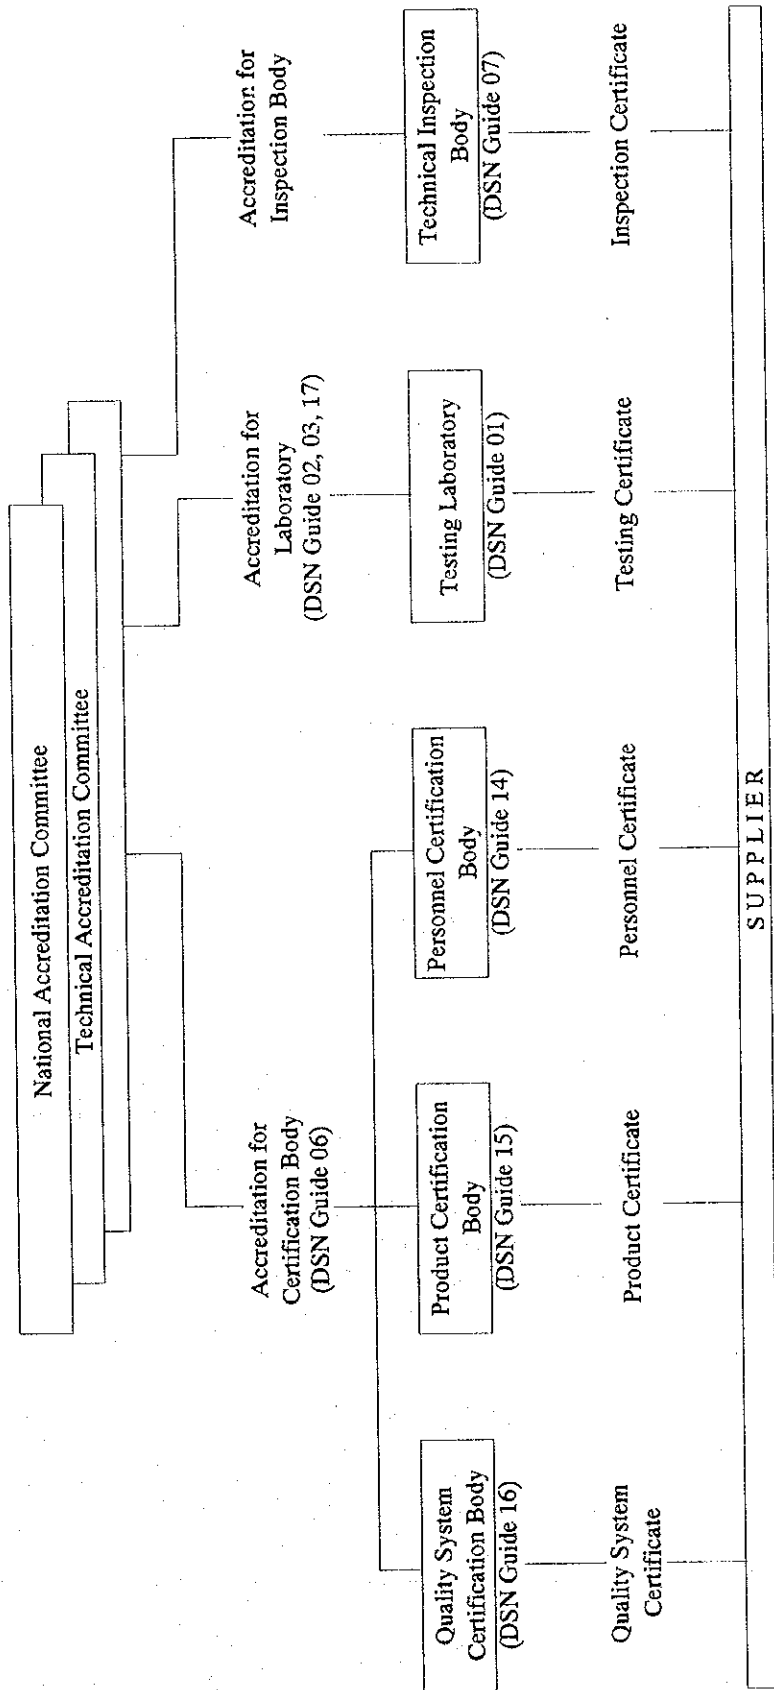 National Accreditation Committee
Technical Accreditation Committee
Accreditation for
Certification Body
(DSN Guide 06)
Accreditation for
Laboratory
(DSN Guide 02, 03, 17)
Accreditation for
Inspection Body
Quality System
Certification Body
(DSN Guide 16)
Product Certification
Body
(DSN Guide 15)
Personnel Certification
Body
(DSN Guide 14)
Testing Laboratory
(DSN Guide 01)
Technical Inspection
Body
(DSN Guide 07)
Quality System
Certificate
Product Certificate
Personnel Certificate
Testing Certificate
Inspection Certificate
SUPPLIER